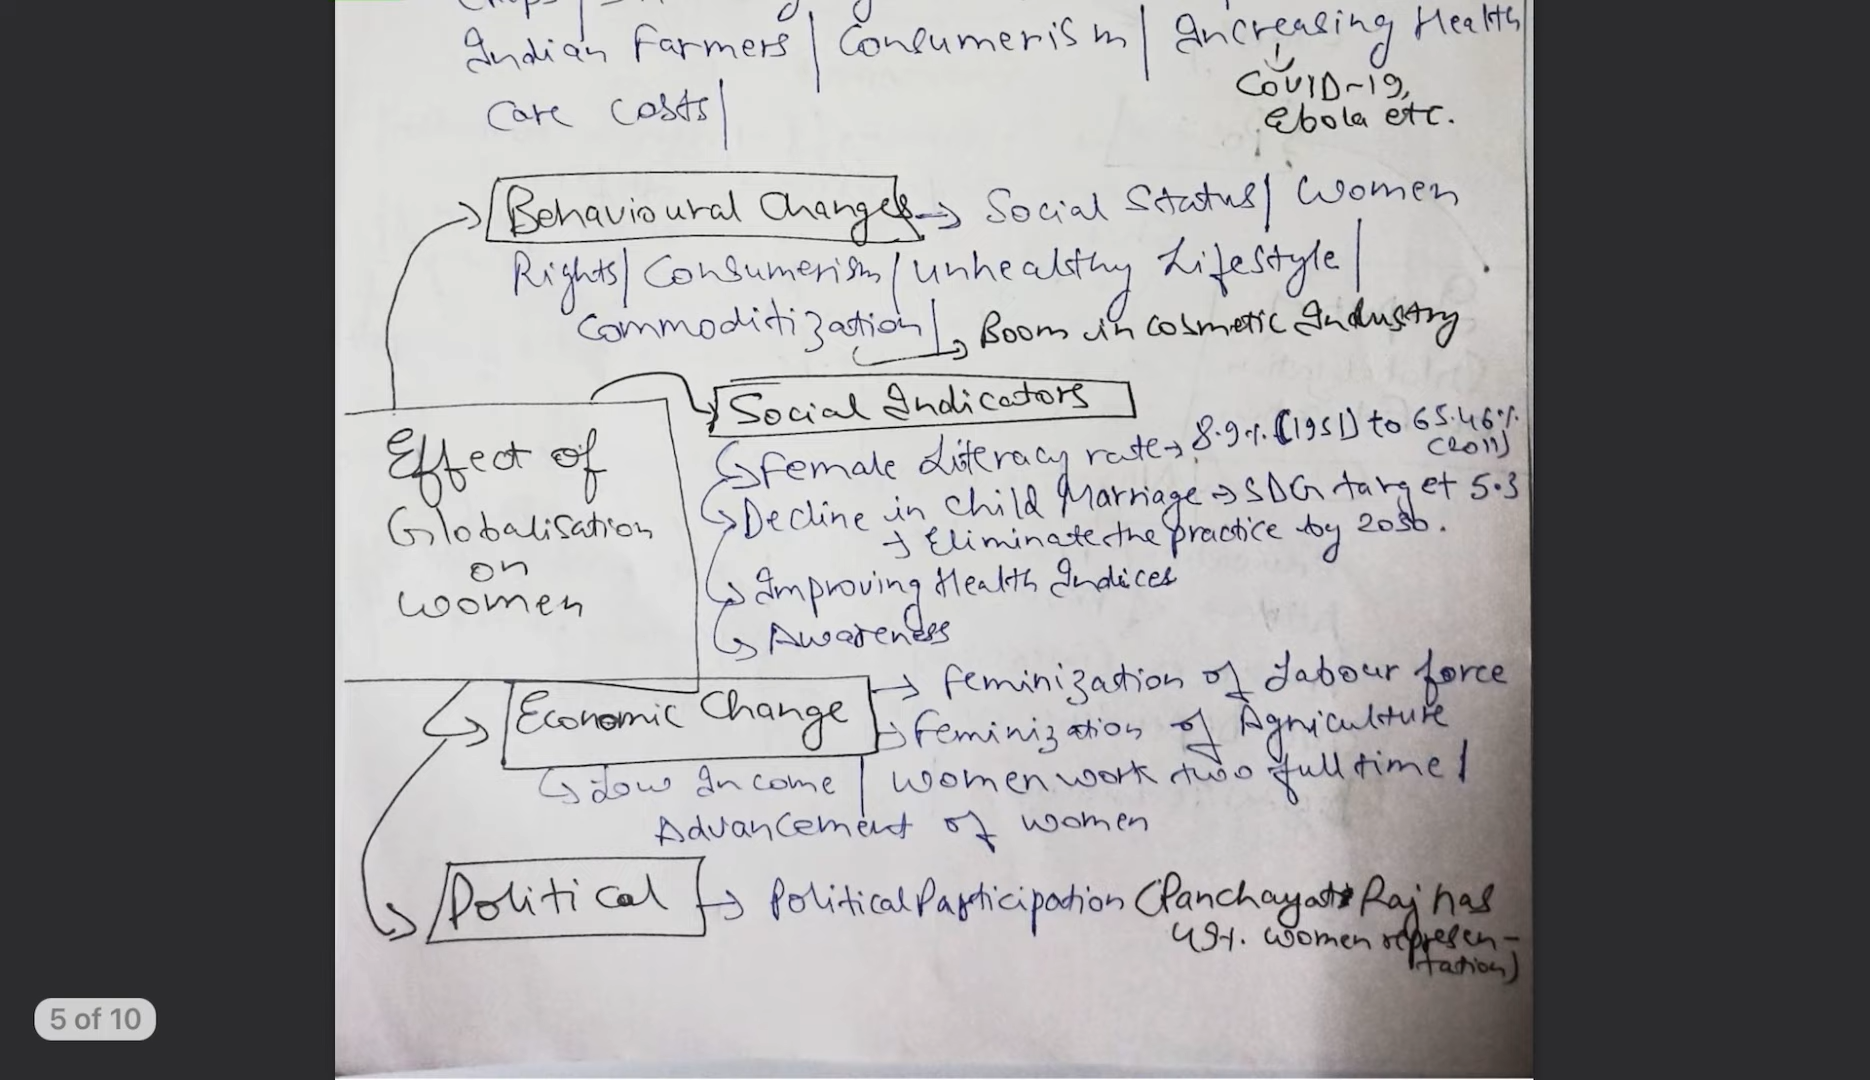 Indian Farmers | Consumerism | Increasing Health
Care costs |
COVID-19,
Ebola etc.
Behavioural Changes → Social Status | Women
Rights | Consumerism | unhealthy Lifestyle |
Commoditization | → Boom in cosmetic Industry
Social Indicators
Female Literacy rate → 8.9% (1951) to 65.46%
(2011)
Decline in Child Marriage → SDG target 5.3
→ Eliminate the practice by 2030.
Improving Health Indices
Awareness
Effect of
Globalisation
on
women
Economic Change → Feminization of Labour force
→ Feminization of Agriculture
Low Income | women work two full time |
Advancement of women
Political → Political Participation (Panchayati Raj has
49% women represen-
tation)
5 of 10